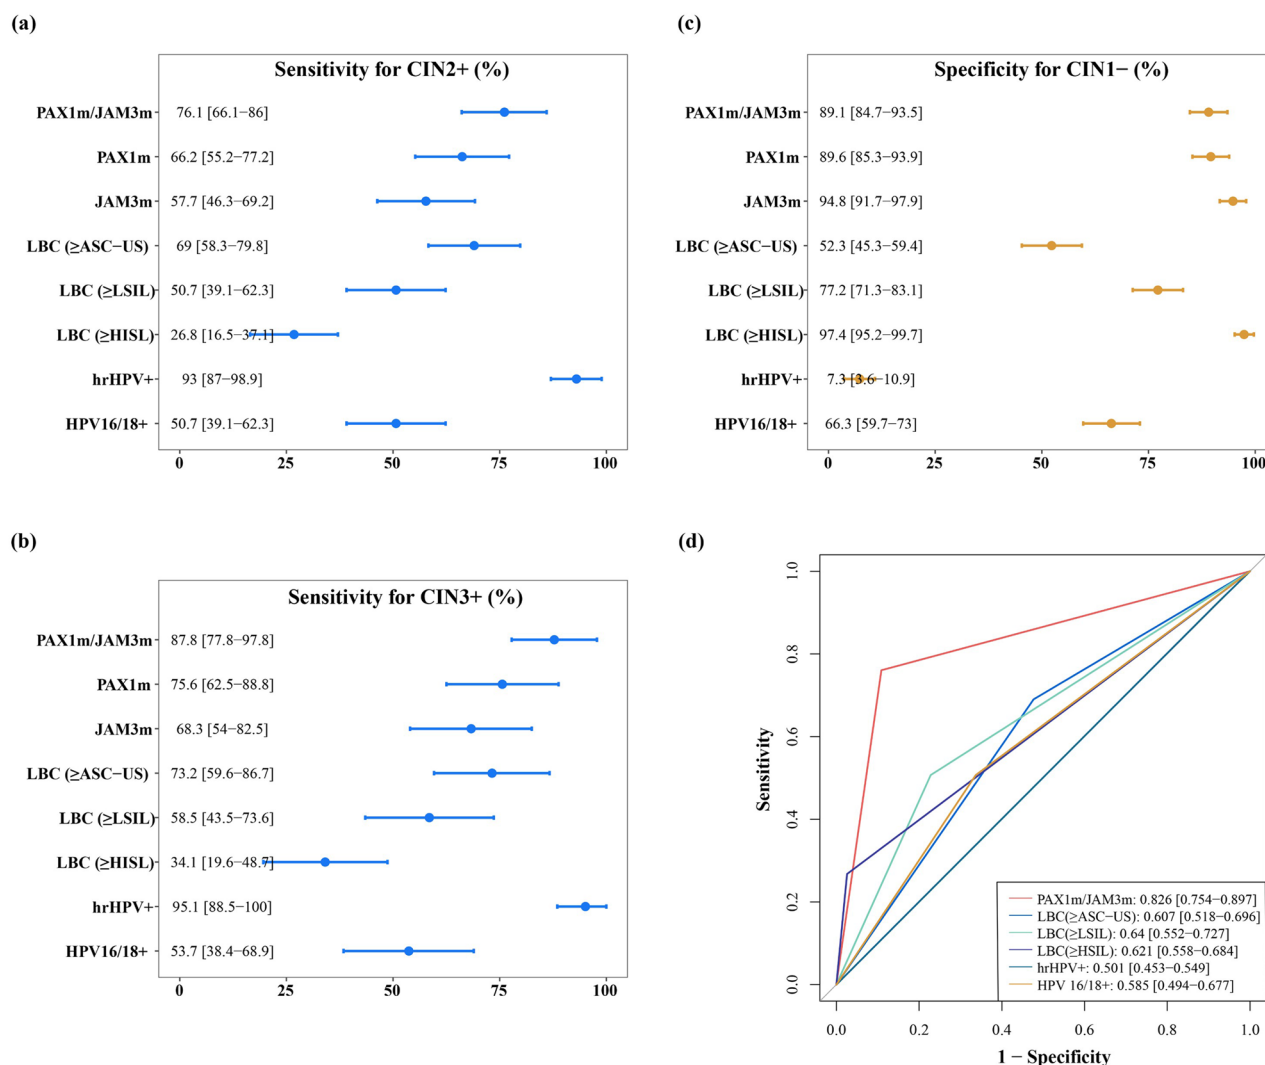 (a)
Sensitivity for CIN2+ (%)
PAX1m/JAM3m 76.1 [66.1−86]
PAX1m 66.2 [55.2−77.2]
JAM3m 57.7 [46.3−69.2]
LBC (≥ASC−US) 69 [58.3−79.8]
LBC (≥LSIL) 50.7 [39.1−62.3]
LBC (≥HISL) 26.8 [16.5−37.1]
hrHPV+ 93 [87−98.9]
HPV16/18+ 50.7 [39.1−62.3]
0 25 50 75 100
(b)
Sensitivity for CIN3+ (%)
PAX1m/JAM3m 87.8 [77.8−97.8]
PAX1m 75.6 [62.5−88.8]
JAM3m 68.3 [54−82.5]
LBC (≥ASC−US) 73.2 [59.6−86.7]
LBC (≥LSIL) 58.5 [43.5−73.6]
LBC (≥HISL) 34.1 [19.6−48.7]
hrHPV+ 95.1 [88.5−100]
HPV16/18+ 53.7 [38.4−68.9]
0 25 50 75 100
(c)
Specificity for CIN1− (%)
PAX1m/JAM3m 89.1 [84.7−93.5]
PAX1m 89.6 [85.3−93.9]
JAM3m 94.8 [91.7−97.9]
LBC (≥ASC−US) 52.3 [45.3−59.4]
LBC (≥LSIL) 77.2 [71.3−83.1]
LBC (≥HISL) 97.4 [95.2−99.7]
hrHPV+ 7.3 [3.6−10.9]
HPV16/18+ 66.3 [59.7−73]
0 25 50 75 100
(d)
Sensitivity
1.0
0.8
0.6
0.4
0.2
0.0
PAX1m/JAM3m: 0.826 [0.754−0.897]
LBC(≥ASC−US): 0.607 [0.518−0.696]
LBC(≥LSIL): 0.64 [0.552−0.727]
LBC(≥HSIL): 0.621 [0.558−0.684]
hrHPV+: 0.501 [0.453−0.549]
HPV 16/18+: 0.585 [0.494−0.677]
0.0 0.2 0.4 0.6 0.8 1.0
1 − Specificity